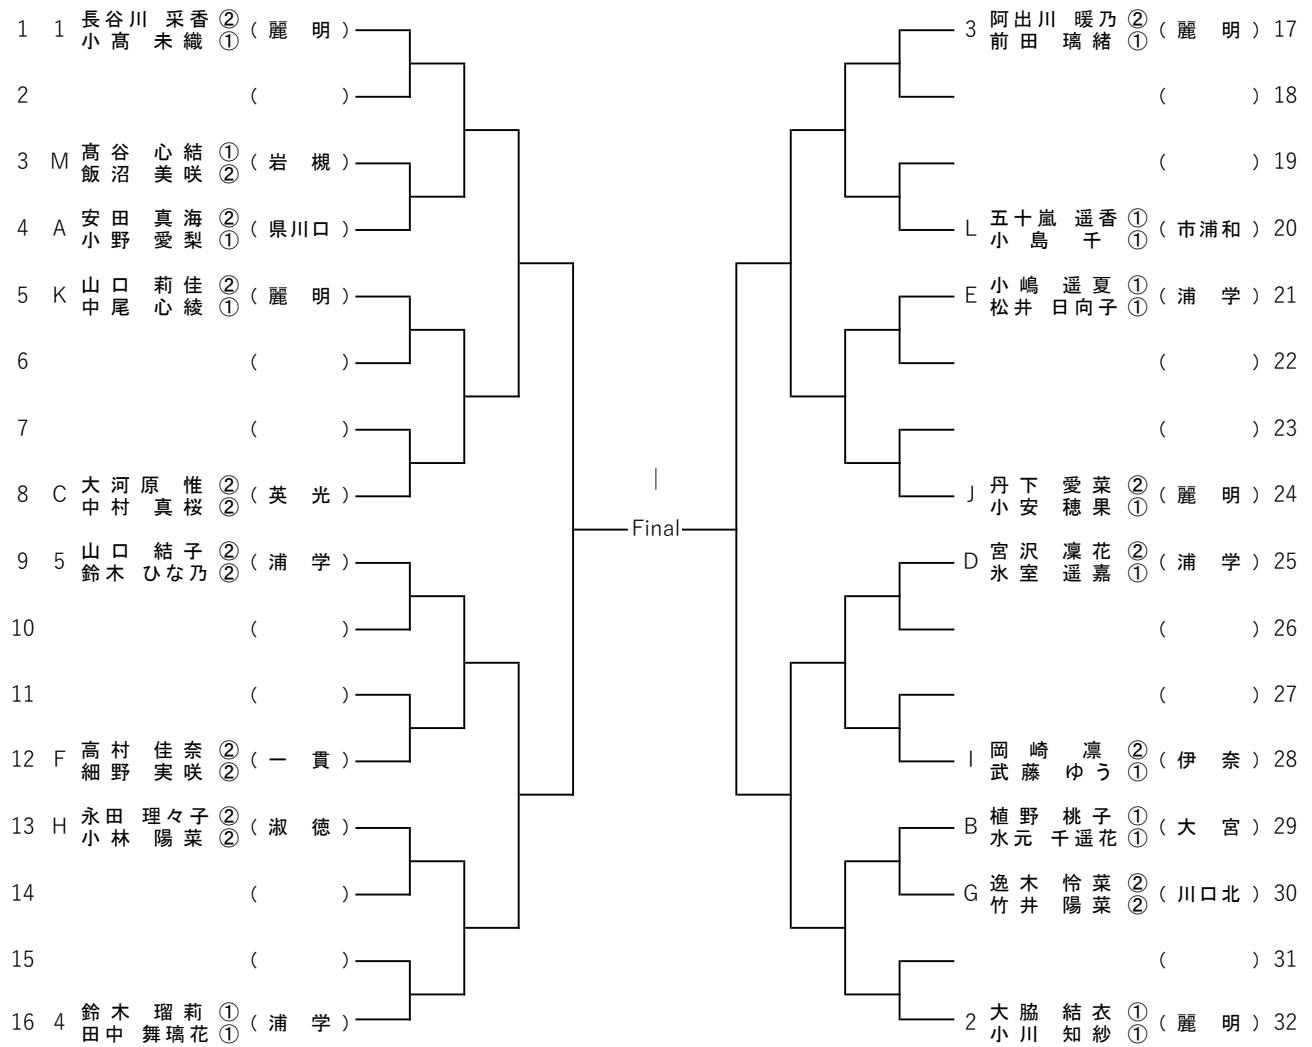 1 1 長谷川 采香 ② ( 麗 明 )
小髙 未織 ①
2 ( )
3 M 髙谷 心結 ① ( 岩 槻 )
飯沼 美咲 ②
4 A 安田 真海 ② ( 県川口 )
小野 愛梨 ①
5 K 山口 莉佳 ② ( 麗 明 )
中尾 心綾 ①
6 ( )
7 ( )
8 C 大河原 惟 ② ( 英 光 )
中村 真桜 ②
9 5 山口 結子 ② ( 浦 学 )
鈴木 ひな乃 ②
10 ( )
11 ( )
12 F 高村 佳奈 ② ( 一 貫 )
細野 実咲 ②
13 H 永田 理々子 ② ( 淑 徳 )
小林 陽菜 ②
14 ( )
15 ( )
16 4 鈴木 瑠莉 ① ( 浦 学 )
田中 舞璃花 ①
Final
3 阿出川 暖乃 ② ( 麗 明 ) 17
前田 璃緒 ①
( ) 18
( ) 19
L 五十嵐 遥香 ① ( 市浦和 ) 20
小島 千 ①
E 小嶋 遥夏 ① ( 浦 学 ) 21
松井 日向子 ①
( ) 22
( ) 23
J 丹下 愛菜 ② ( 麗 明 ) 24
小安 穂果 ①
D 宮沢 凜花 ② ( 浦 学 ) 25
氷室 遥嘉 ①
( ) 26
( ) 27
I 岡崎 凛 ② ( 伊 奈 ) 28
武藤 ゆう ①
B 植野 桃子 ① ( 大 宮 ) 29
水元 千遥花 ①
G 逸木 怜菜 ② ( 川口北 ) 30
竹井 陽菜 ②
( ) 31
2 大脇 結衣 ① ( 麗 明 ) 32
小川 知紗 ①